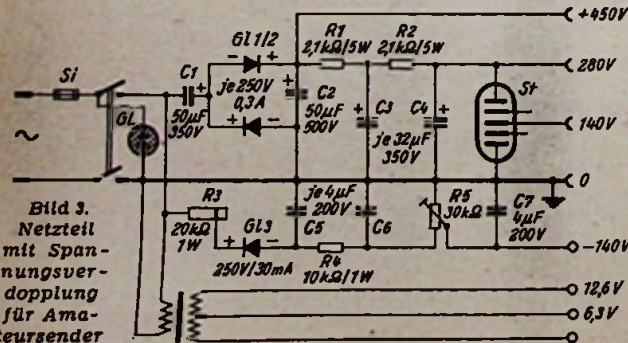 +450V
Gl1/2
R1
2,1kΩ/5W
R2
2,1kΩ/5W
Si
C1
je 250V
0,3A
280V
GL
50µF
350V
C2
50µF
500V
C3
C4
je 32µF
350V
St
140V
~
0
R3
20kΩ
1W
Gl3
250V/30mA
je 4µF
200V
C5
C6
R4
10kΩ/1W
R5
30kΩ
C7
4µF
200V
-140V
12,6V
6,3V
Bild 3.
Netzteil
mit Span-
nungsver-
dopplung
für Ama-
teursender